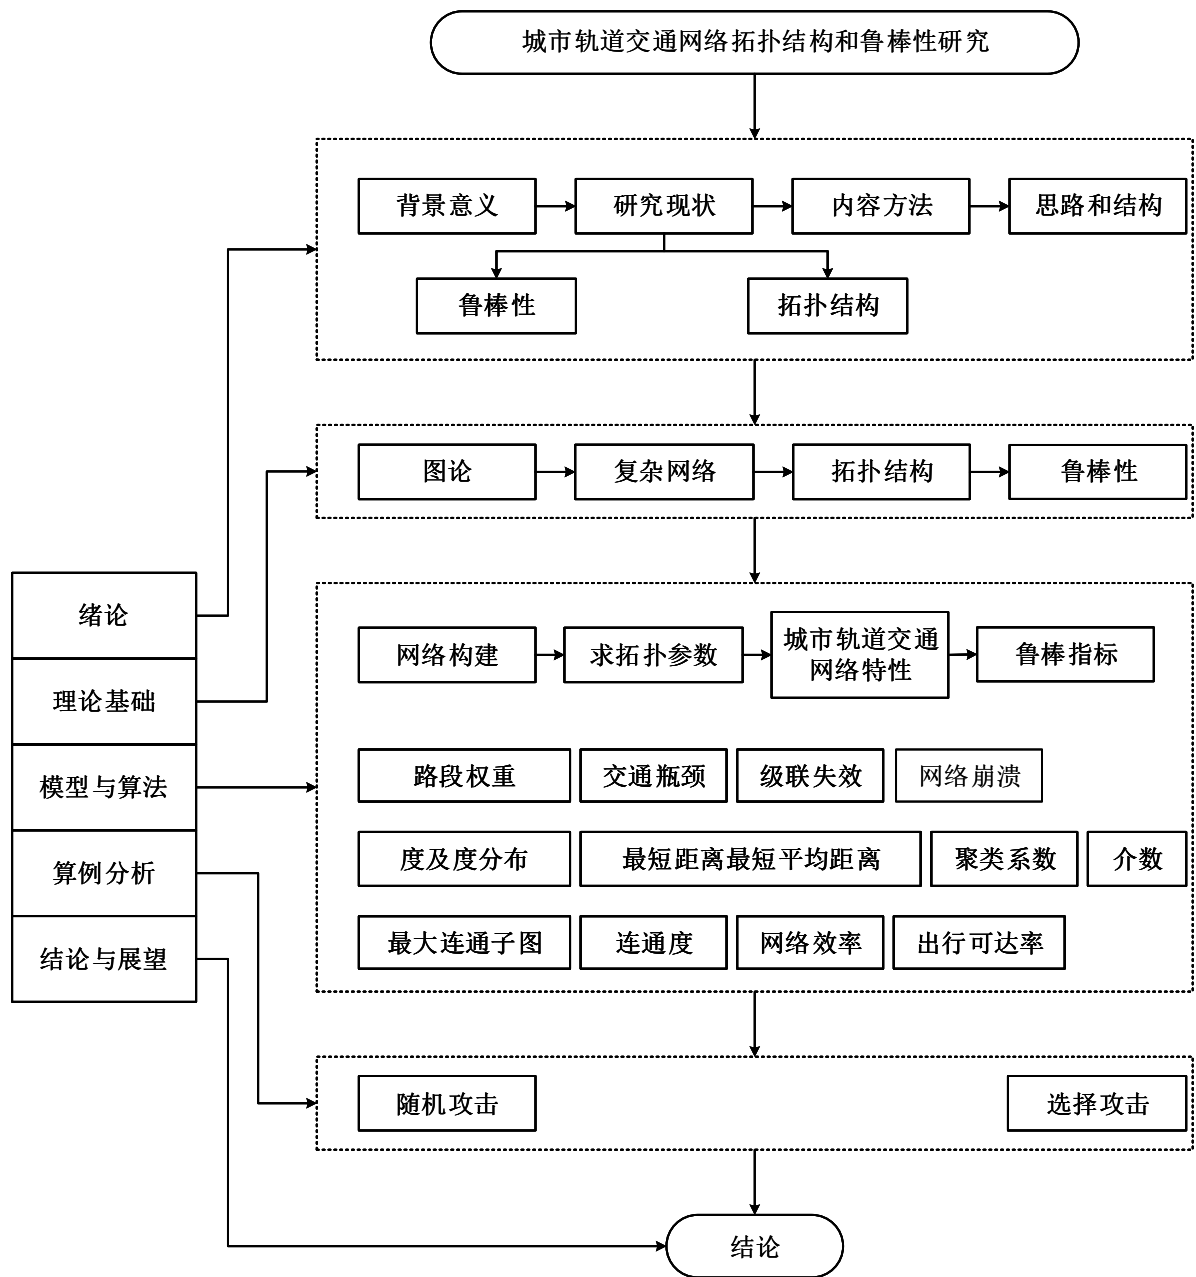 城市轨道交通网络拓扑结构和鲁棒性研究
背景意义
研究现状
内容方法
思路和结构
鲁棒性
拓扑结构
图论
复杂网络
拓扑结构
鲁棒性
绪论
理论基础
模型与算法
算例分析
结论与展望
网络构建
求拓扑参数
城市轨道交通
网络特性
鲁棒指标
路段权重
交通瓶颈
级联失效
网络崩溃
度及度分布
最短距离最短平均距离
聚类系数
介数
最大连通子图
连通度
网络效率
出行可达率
随机攻击
选择攻击
结论